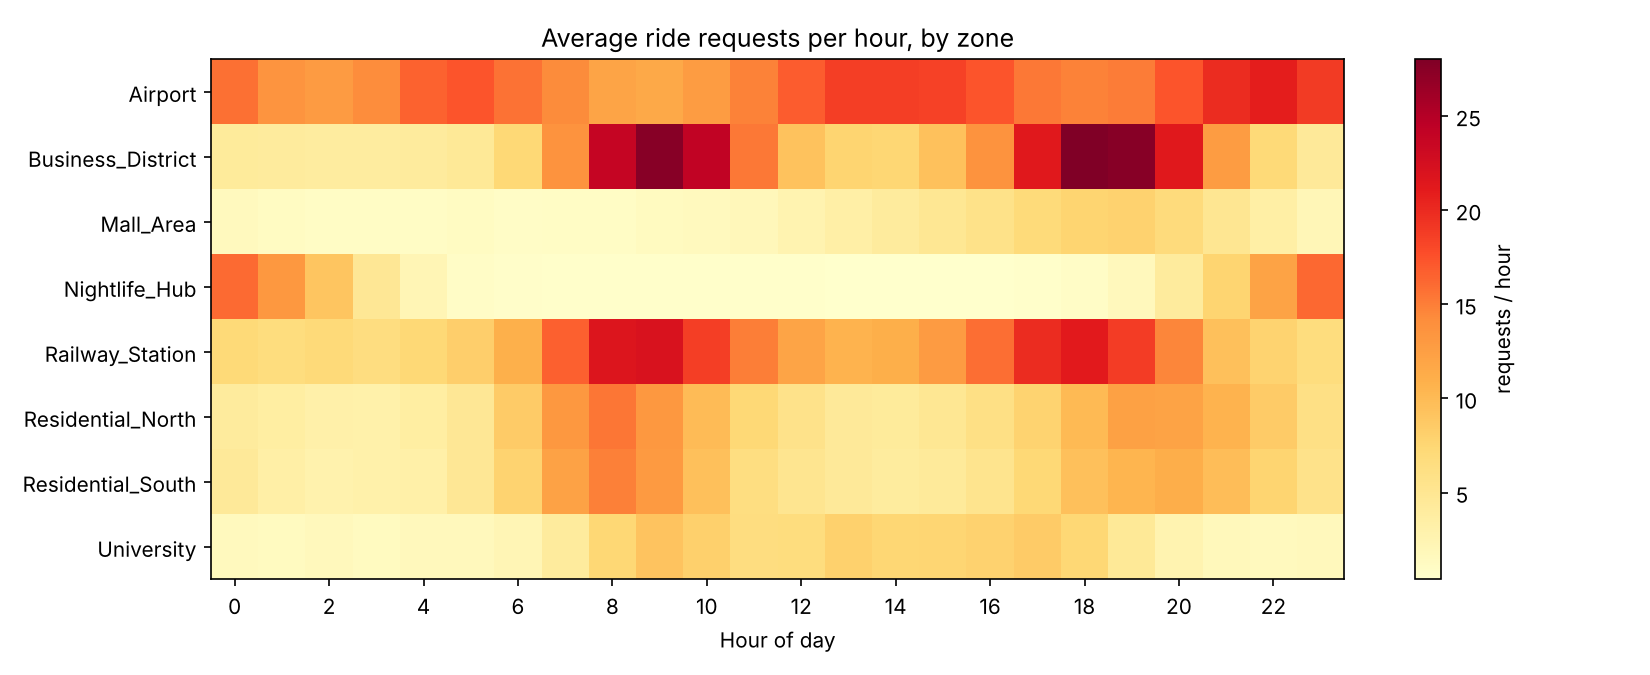 Average ride requests per hour, by zone
Airport
Business_District
Mall_Area
Nightlife_Hub
Railway_Station
Residential_North
Residential_South
University
0 2 4 6 8 10 12 14 16 18 20 22
Hour of day
25
20
15
10
5
requests / hour